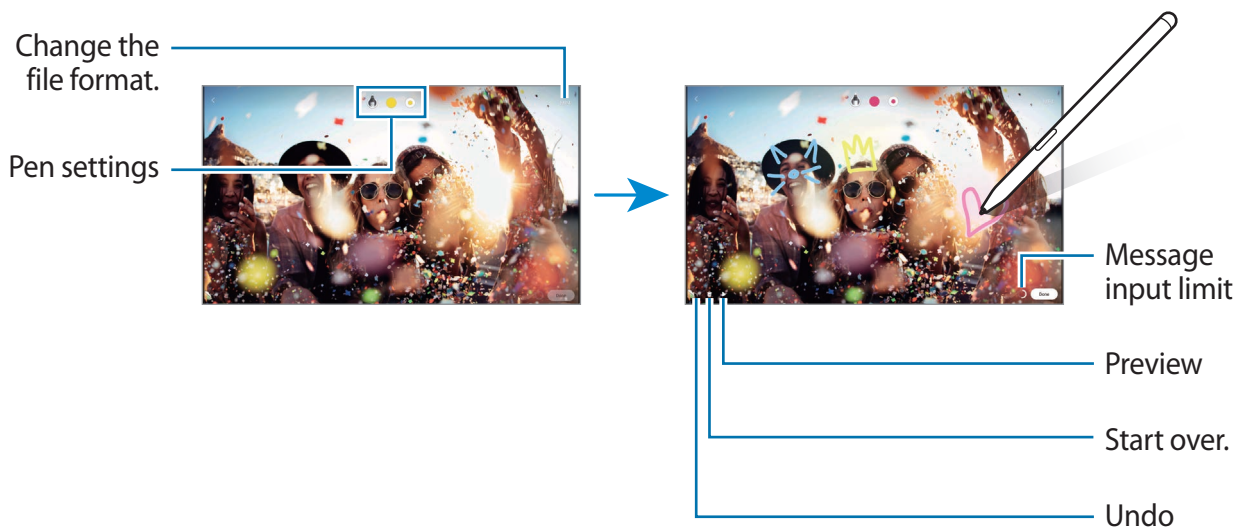 Change the
file format.
Pen settings
Done
Message
input limit
Preview
Start over.
Undo